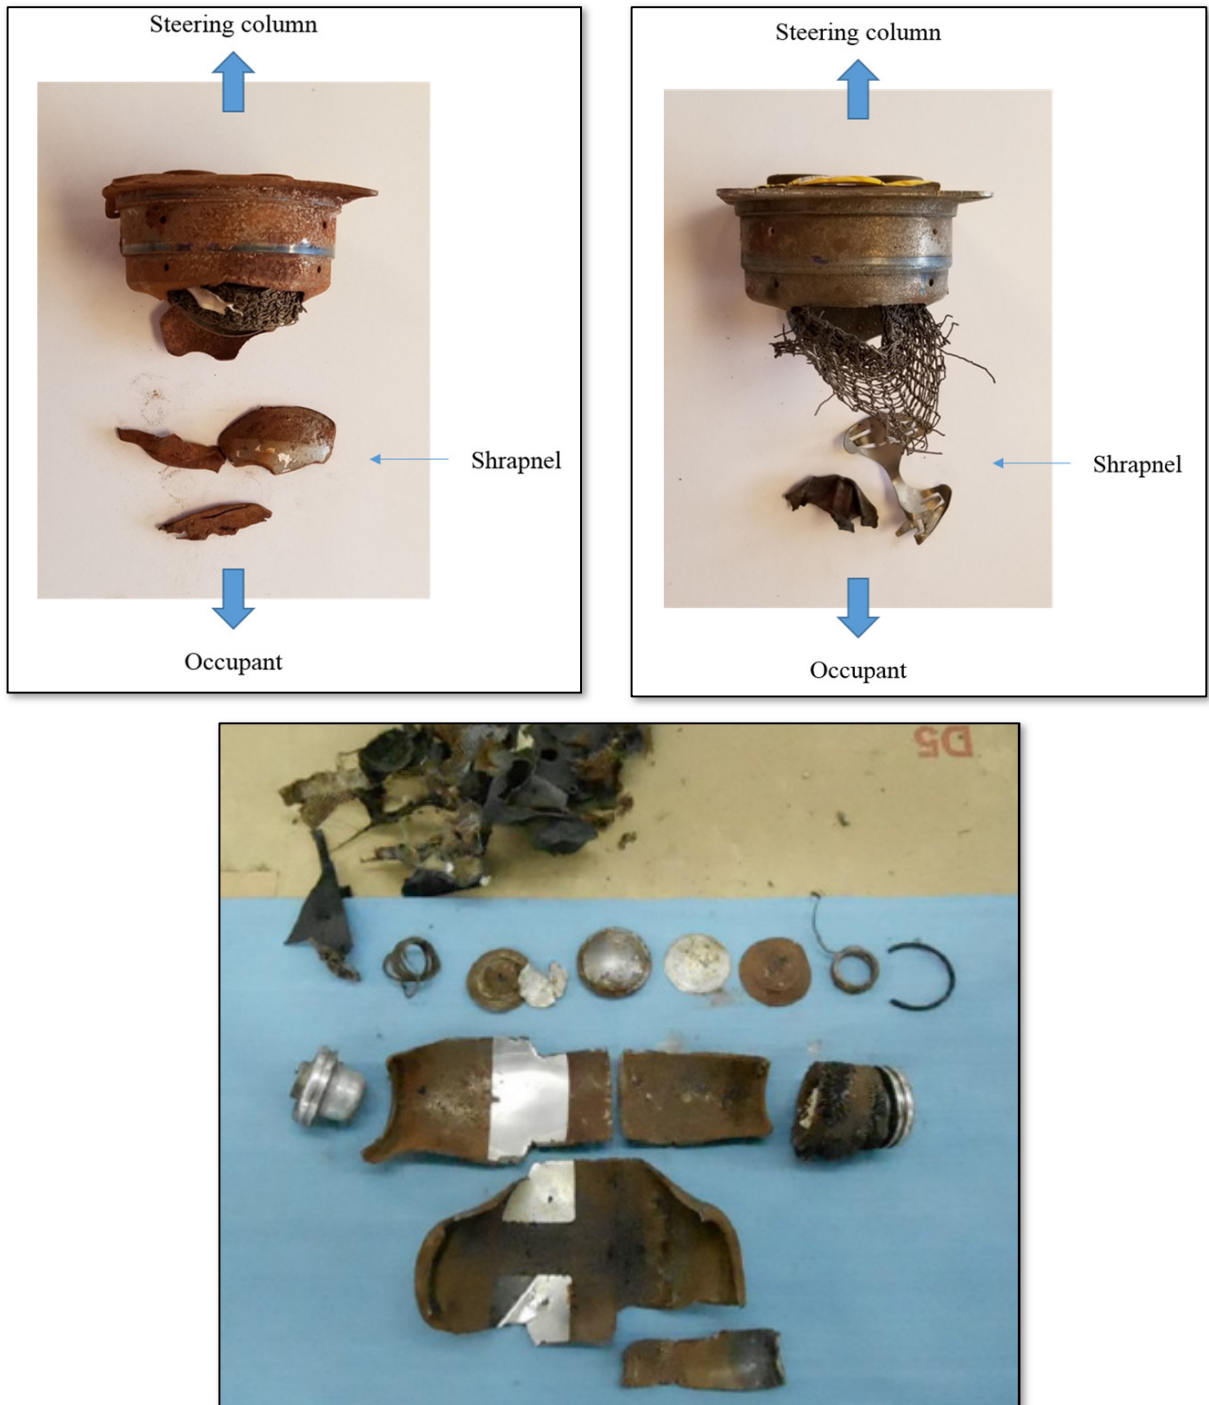 Steering column
Shrapnel
Occupant
Steering column
Shrapnel
Occupant
D5